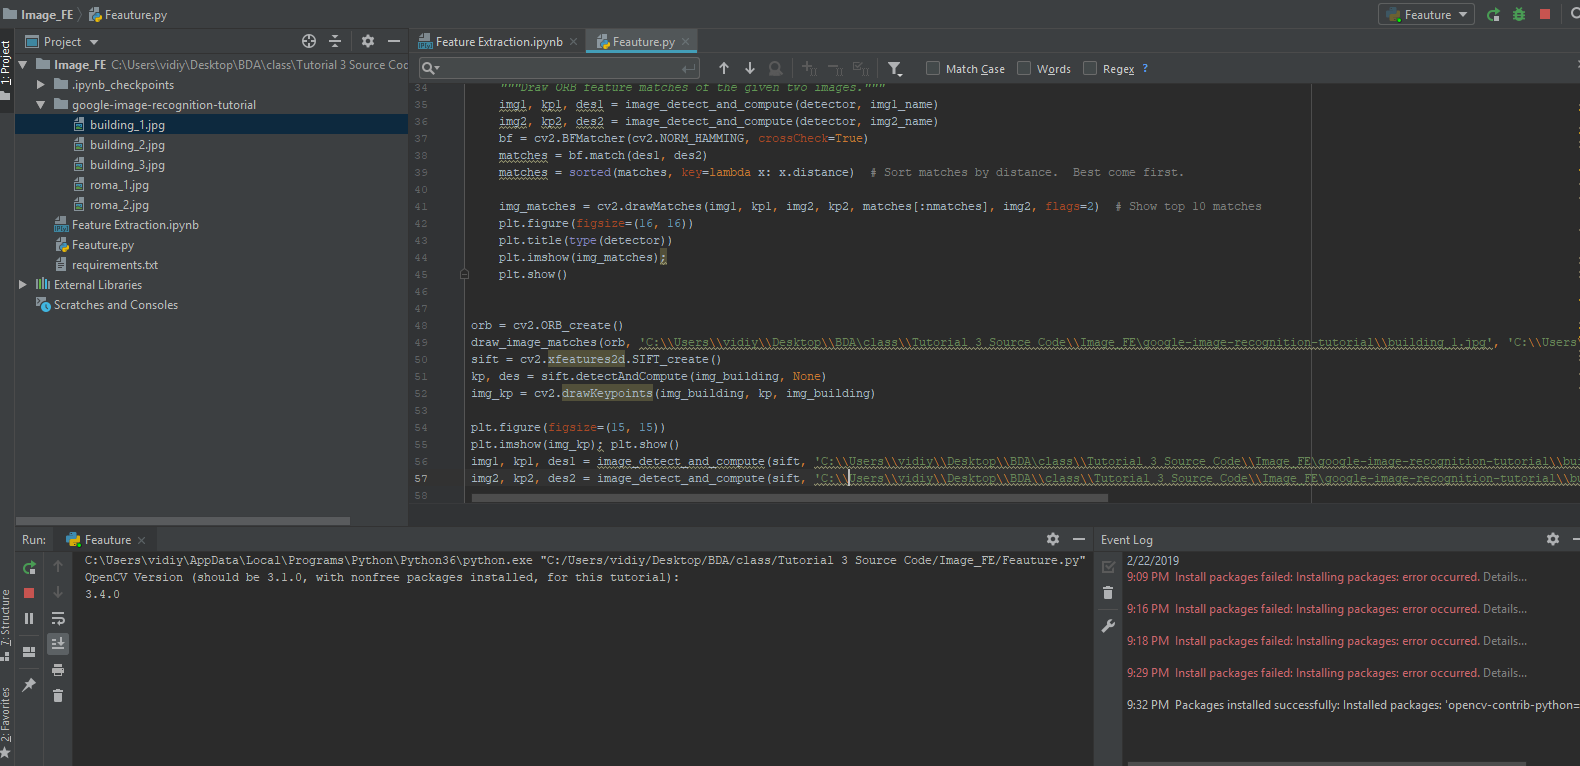 Image_FE
Feauture.py
Feauture
1: Project
Project
Feature Extraction.ipynb
Feauture.py
Image_FE C:\Users\vidiy\Desktop\BDA\class\Tutorial 3 Source Coc
.ipynb_checkpoints
google-image-recognition-tutorial
building_1.jpg
building_2.jpg
building_3.jpg
roma_1.jpg
roma_2.jpg
Feature Extraction.ipynb
Feauture.py
requirements.txt
External Libraries
Scratches and Consoles
Match Case
Words
Regex
?
34 """Draw ORB feature matches of the given two images."""
35 img1, kp1, des1 = image_detect_and_compute(detector, img1_name)
36 img2, kp2, des2 = image_detect_and_compute(detector, img2_name)
37 bf = cv2.BFMatcher(cv2.NORM_HAMMING, crossCheck=True)
38 matches = bf.match(des1, des2)
39 matches = sorted(matches, key=lambda x: x.distance)  # Sort matches by distance.  Best come first.
40
41 img_matches = cv2.drawMatches(img1, kp1, img2, kp2, matches[:nmatches], img2, flags=2)  # Show top 10 matches
42 plt.figure(figsize=(16, 16))
43 plt.title(type(detector))
44 plt.imshow(img_matches);
45 plt.show()
46
47
48 orb = cv2.ORB_create()
49 draw_image_matches(orb, 'C:\\Users\\vidiy\\Desktop\\BDA\class\\Tutorial 3 Source Code\\Image_FE\google-image-recognition-tutorial\\building_1.jpg', 'C:\\Users
50 sift = cv2.xfeatures2d.SIFT_create()
51 kp, des = sift.detectAndCompute(img_building, None)
52 img_kp = cv2.drawKeypoints(img_building, kp, img_building)
53
54 plt.figure(figsize=(15, 15))
55 plt.imshow(img_kp); plt.show()
56 img1, kp1, des1 = image_detect_and_compute(sift, 'C:\\Users\\vidiy\\Desktop\\BDA\class\\Tutorial 3 Source Code\\Image_FE\google-image-recognition-tutorial\\bu
57 img2, kp2, des2 = image_detect_and_compute(sift, 'C:\\Users\\vidiy\\Desktop\\BDA\\class\\Tutorial 3 Source Code\\Image_FE\google-image-recognition-tutorial\\bu
58
Run: Feauture
C:\Users\vidiy\AppData\Local\Programs\Python\Python36\python.exe "C:/Users/vidiy/Desktop/BDA/class/Tutorial 3 Source Code/Image_FE/Feauture.py"
OpenCV Version (should be 3.1.0, with nonfree packages installed, for this tutorial):
3.4.0
7: Structure
2: Favorites
Event Log
2/22/2019
9:09 PM Install packages failed: Installing packages: error occurred. Details...
9:16 PM Install packages failed: Installing packages: error occurred. Details...
9:18 PM Install packages failed: Installing packages: error occurred. Details...
9:29 PM Install packages failed: Installing packages: error occurred. Details...
9:32 PM Packages installed successfully: Installed packages: 'opencv-contrib-python=